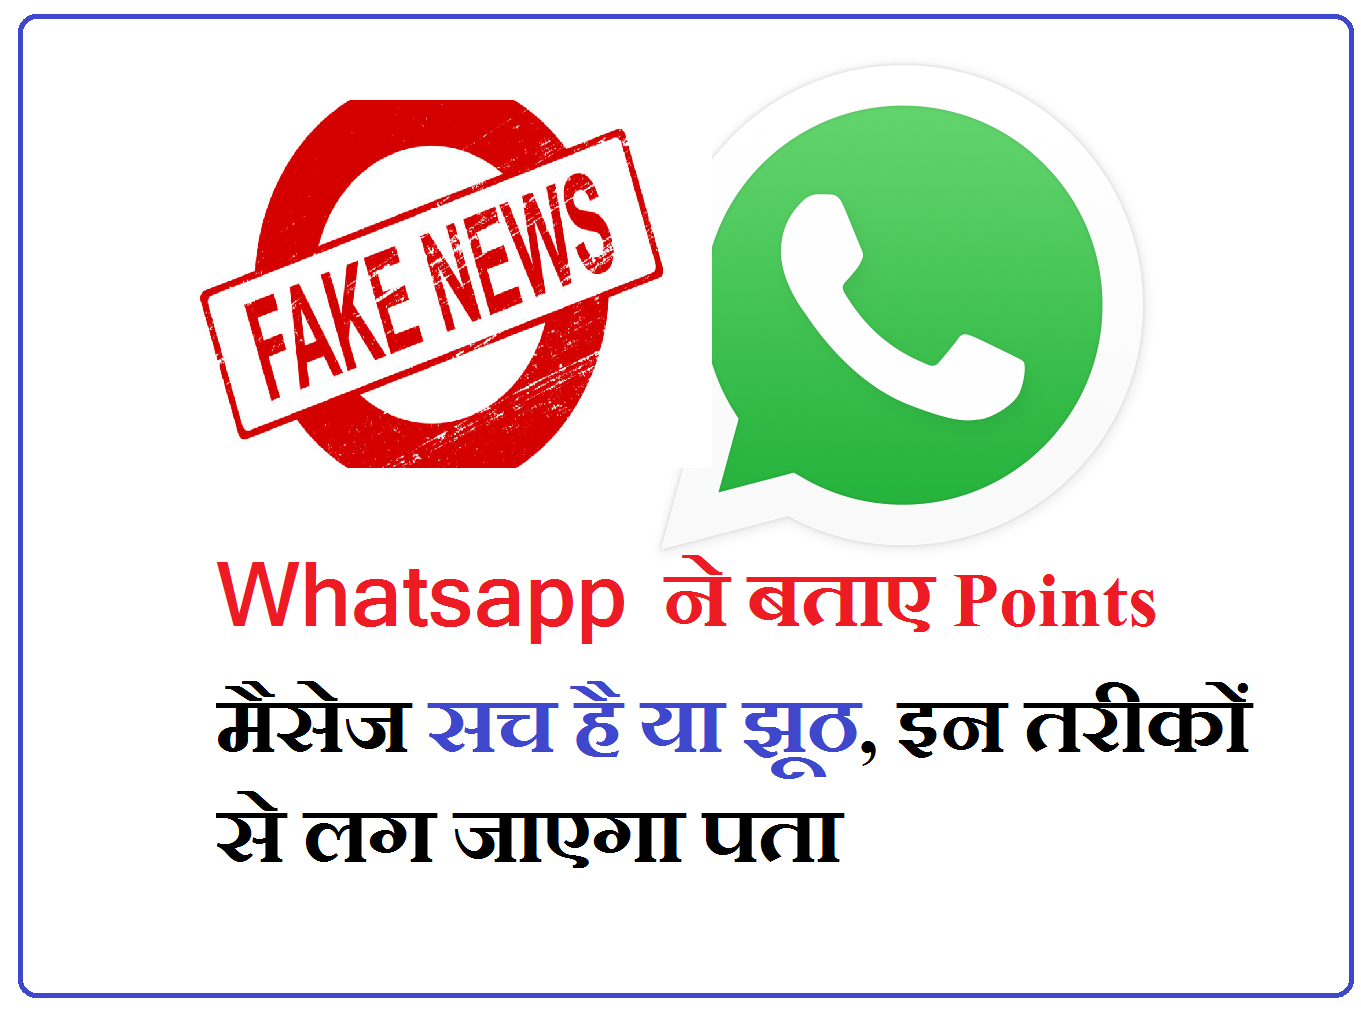 FAKE NEWS
Whatsapp ने बताए Points
मैसेज सच है या झूठ, इन तरीकों
से लग जाएगा पता